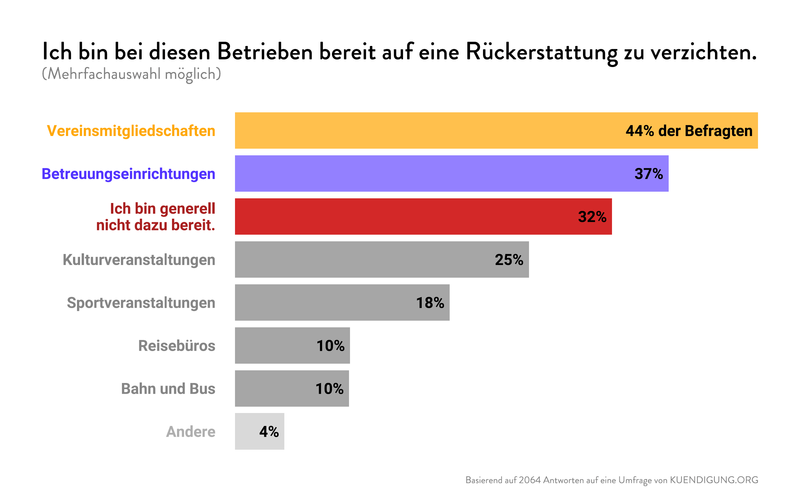 Ich bin bei diesen Betrieben bereit auf eine Rückerstattung zu verzichten.
(Mehrfachauswahl möglich)
Vereinsmitgliedschaften 44% der Befragten
Betreuungseinrichtungen 37%
Ich bin generell
nicht dazu bereit. 32%
Kulturveranstaltungen 25%
Sportveranstaltungen 18%
Reisebüros 10%
Bahn und Bus 10%
Andere 4%
Basierend auf 2064 Antworten auf eine Umfrage von KUENDIGUNG.ORG